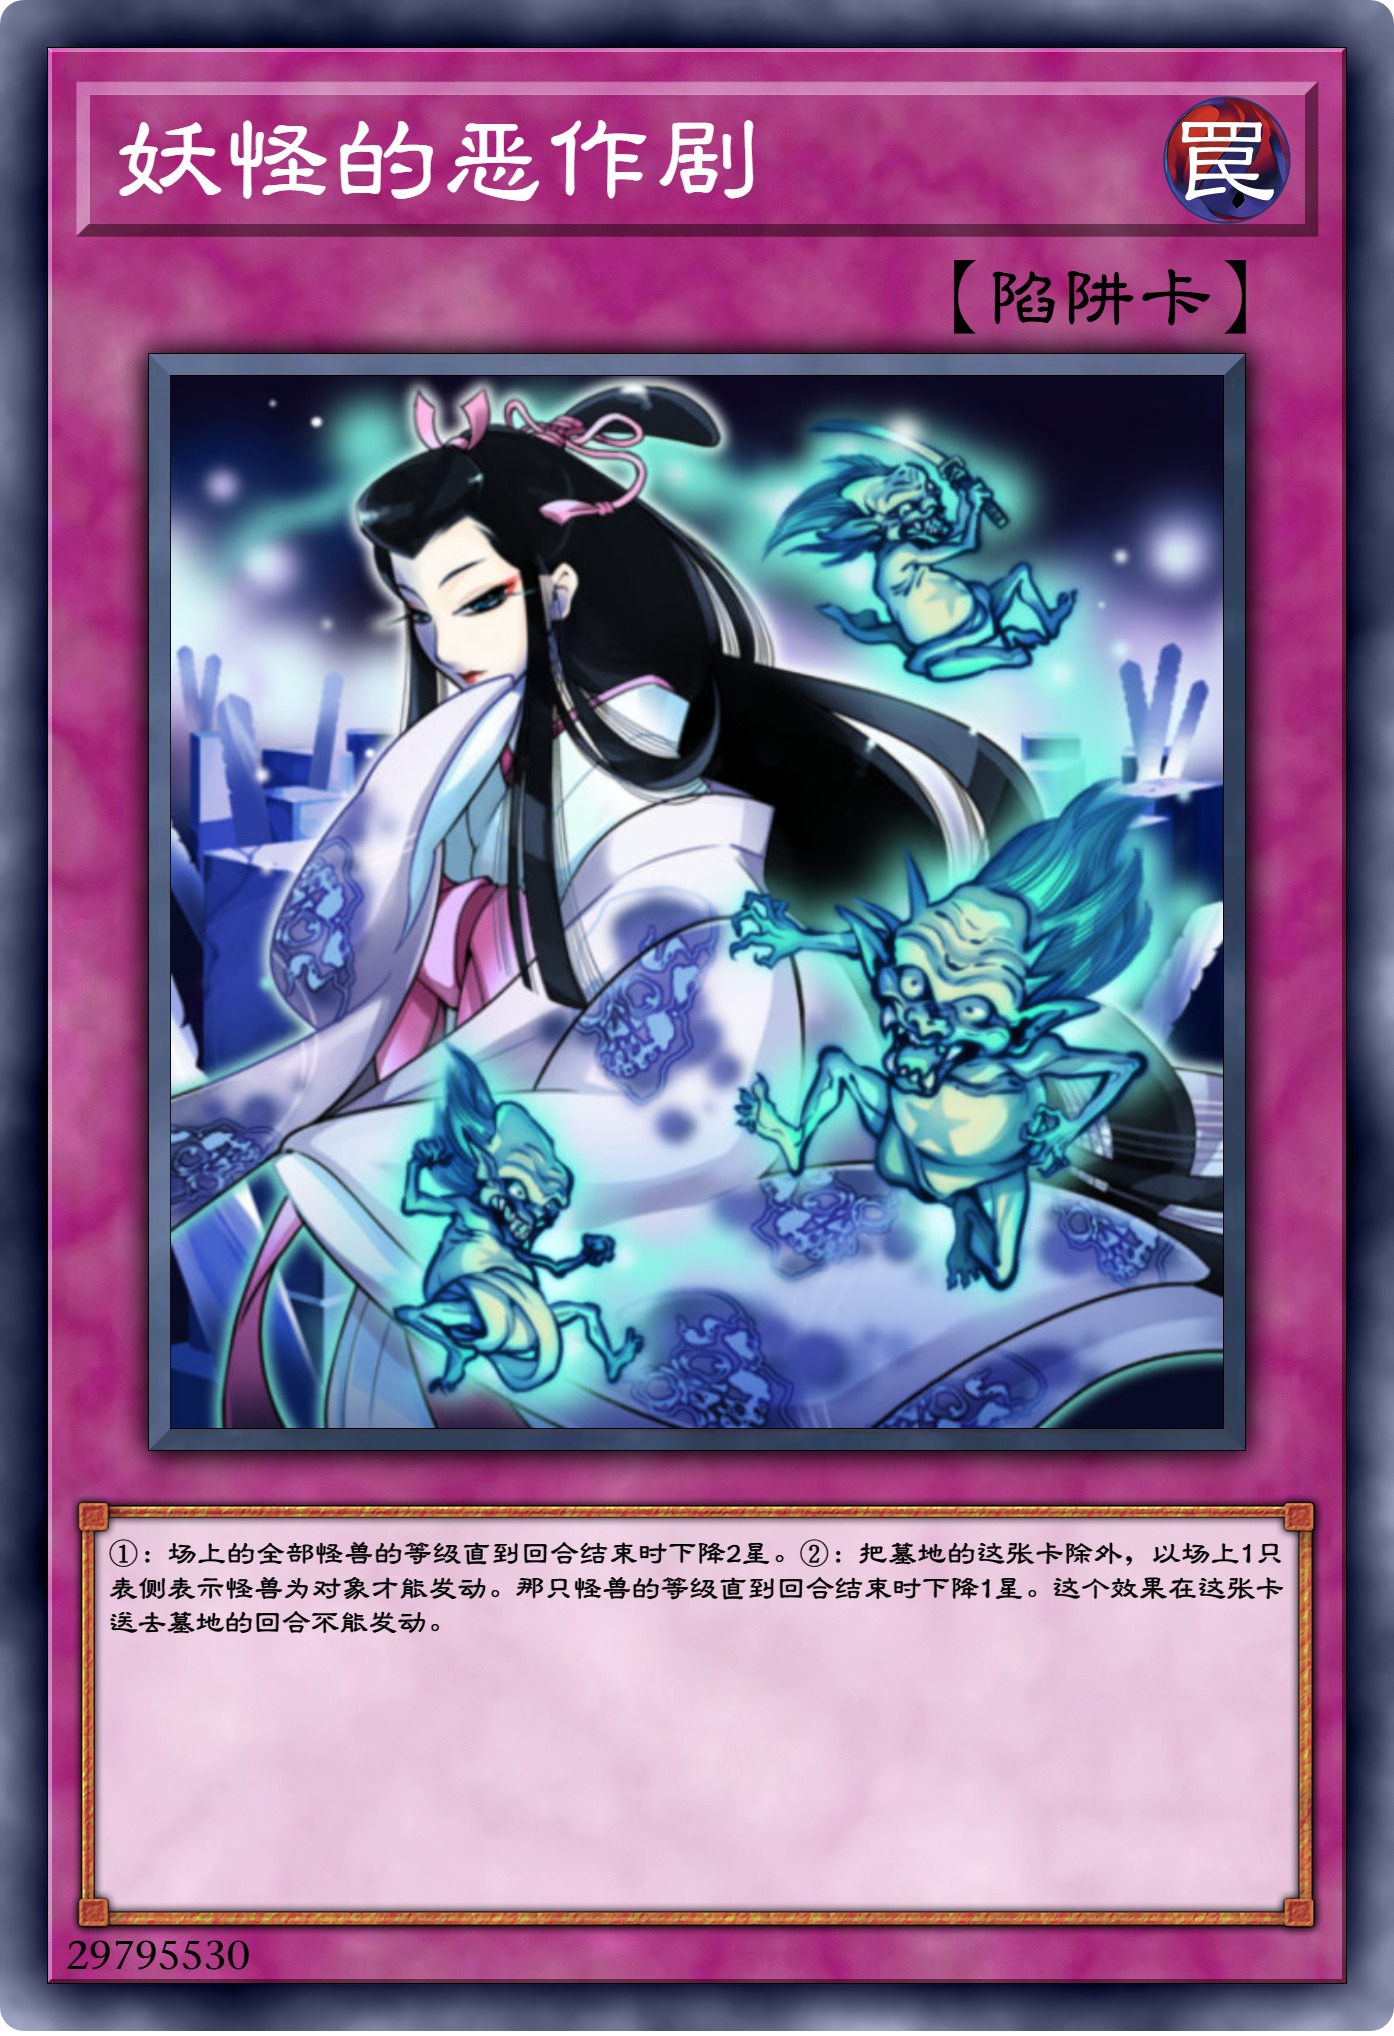 妖怪的恶作剧
罠
【陷阱卡】
①：场上的全部怪兽的等级直到回合结束时下降2星。②：把墓地的这张卡除外，以场上1只
表侧表示怪兽为对象才能发动。那只怪兽的等级直到回合结束时下降1星。这个效果在这张卡
送去墓地的回合不能发动。
29795530